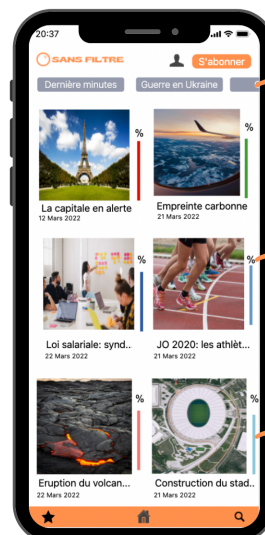 20:37
SANS FILTRE
S'abonner
Dernière minutes
Guerre en Ukraine
S
%
%
La capitale en alerte
12 Mars 2022
Empreinte carbonne
21 Mars 2022
%
%
Loi salariale: synd..
22 Mars 2022
JO 2020: les athlèt...
21 Mars 2022
%
%
Eruption du volcan...
22 Mars 2022
Construction du stad..
21 Mars 2022